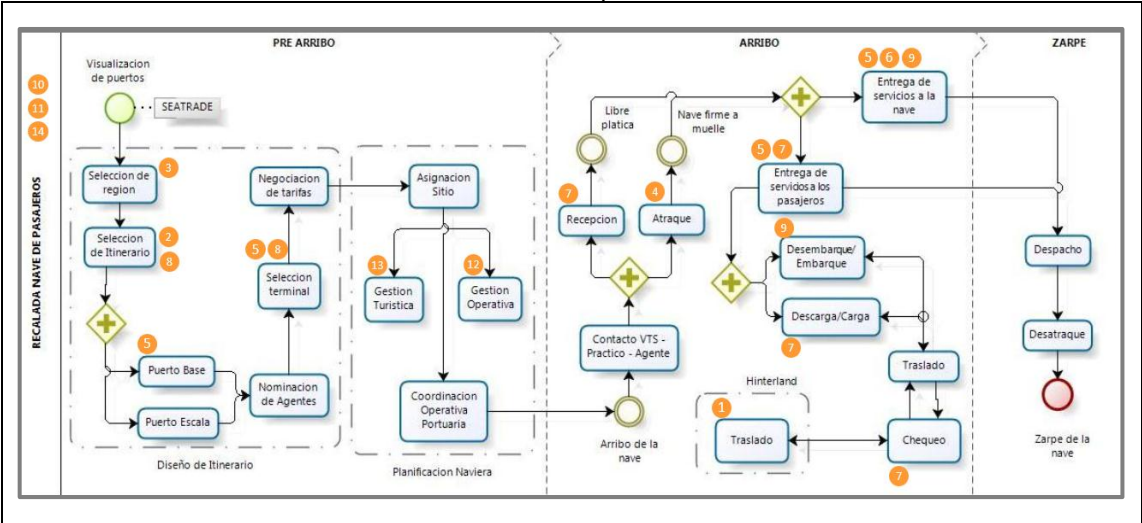 PRE ARRIBO
ARRIBO
ZARPE
RECALADA NAVE DE PASAJEROS
10
11
14
Visualizacion
de puertos
SEATRADE
Seleccion de
region
3
Seleccion
de Itinerario
2
8
5
Puerto Base
Puerto Escala
Nominacion
de Agentes
5 8
Seleccion
terminal
Negociacion
de tarifas
Diseño de Itinerario
Asignacion
Sitio
13
Gestion
Turistica
12
Gestion
Operativa
Coordinacion
Operativa
Portuaria
Planificacion Naviera
Arribo de la
nave
Contacto VTS -
Practico - Agente
7
Recepcion
4
Atraque
Libre
platica
Nave firme a
muelle
5 6 9
Entrega de
servicios a la
nave
5 7
Entrega de
servidosa los
pasajeros
9
Desembarque/
Embarque
Descarga/Carga
7
Traslado
Hinterland
1
Traslado
Chequeo
7
Despacho
Desatraque
Zarpe de la
nave